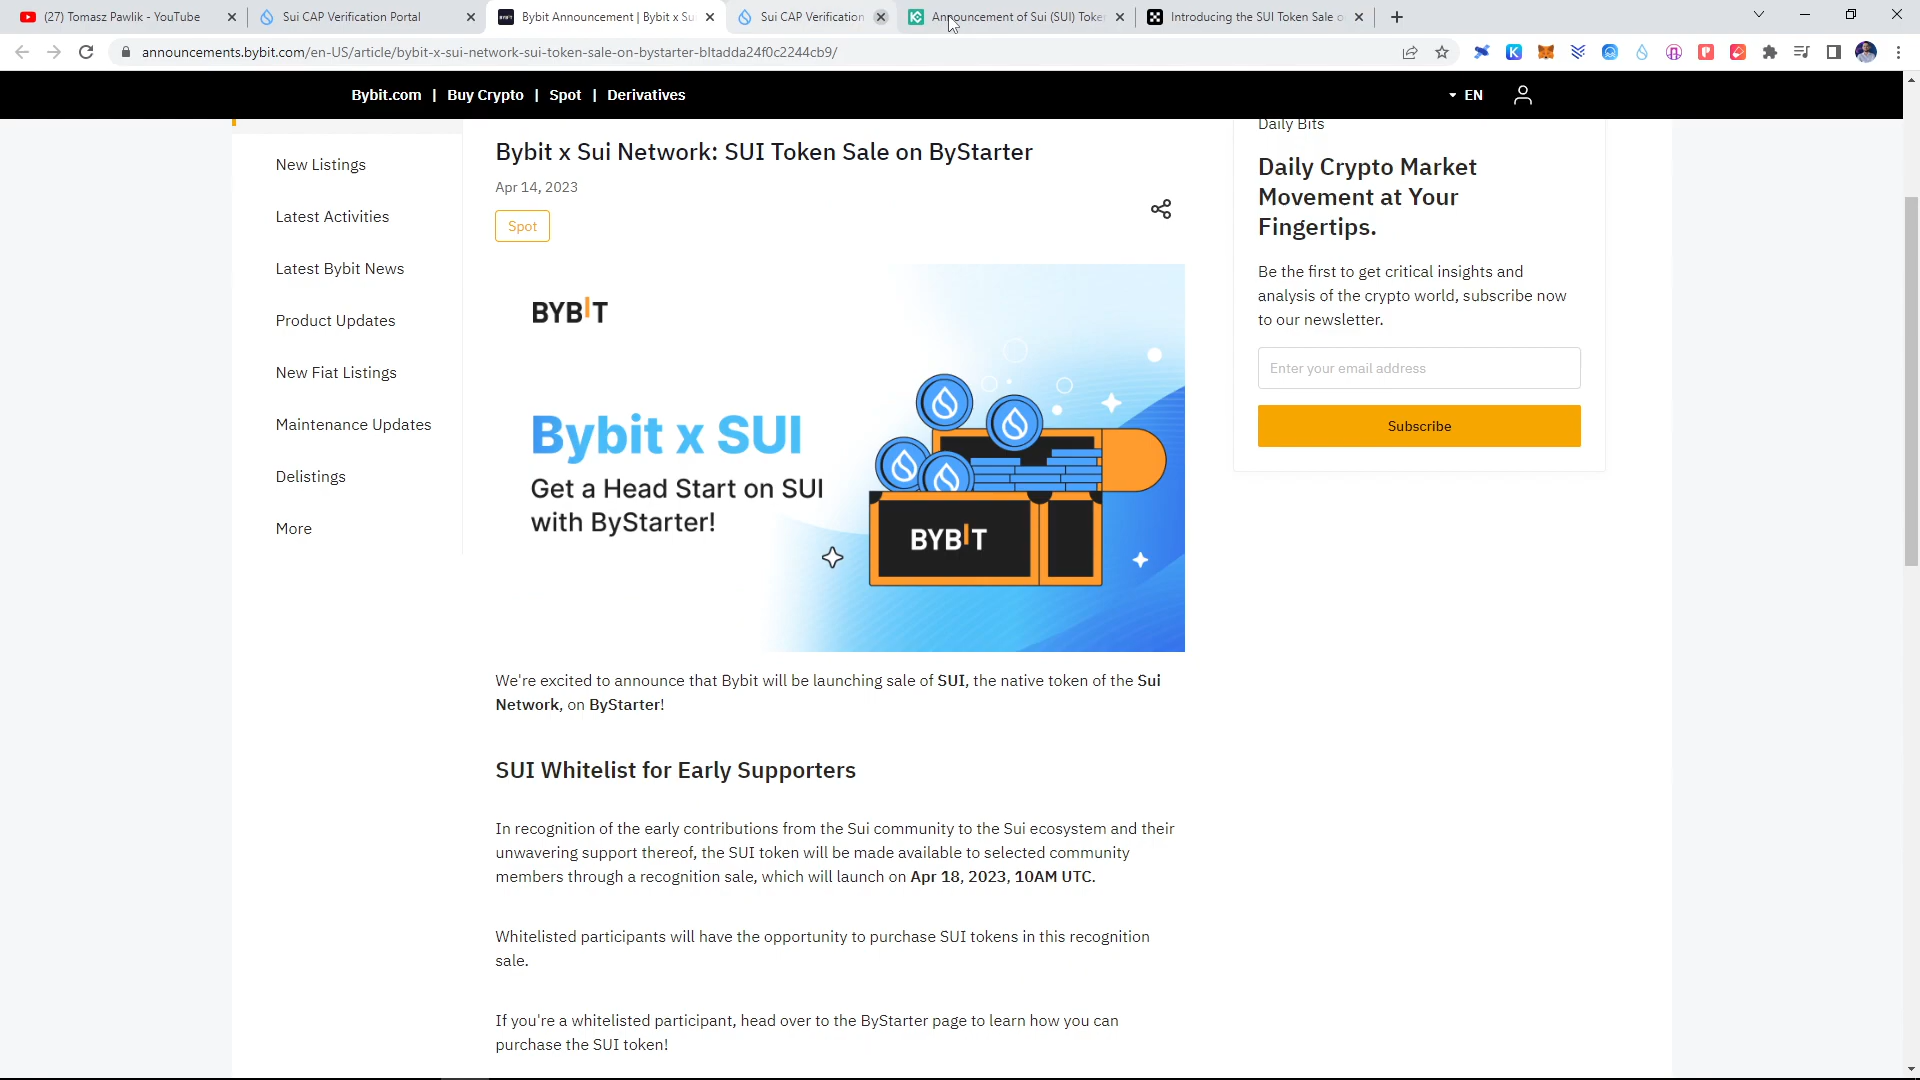 (27) Tomasz Pawlik - YouTube
Sui CAP Verification Portal
Bybit Announcement | Bybit x Su
Sui CAP Verification
Announcement of Sui (SUI) Toke
Introducing the SUI Token Sale o
announcements.bybit.com/en-US/article/bybit-x-sui-network-sui-token-sale-on-bystarter-bltadda24f0c2244cb9/
Bybit.com | Buy Crypto | Spot | Derivatives
EN
New Listings
Latest Activities
Latest Bybit News
Product Updates
New Fiat Listings
Maintenance Updates
Delistings
More
Bybit x Sui Network: SUI Token Sale on ByStarter
Apr 14, 2023
Spot
BYBIT
Bybit x SUI
Get a Head Start on SUI
with ByStarter!
BYBIT
We're excited to announce that Bybit will be launching sale of SUI, the native token of the Sui
Network, on ByStarter!
SUI Whitelist for Early Supporters
In recognition of the early contributions from the Sui community to the Sui ecosystem and their
unwavering support thereof, the SUI token will be made available to selected community
members through a recognition sale, which will launch on Apr 18, 2023, 10AM UTC.
Whitelisted participants will have the opportunity to purchase SUI tokens in this recognition
sale.
If you're a whitelisted participant, head over to the ByStarter page to learn how you can
purchase the SUI token!
Daily Bits
Daily Crypto Market
Movement at Your
Fingertips.
Be the first to get critical insights and
analysis of the crypto world, subscribe now
to our newsletter.
Enter your email address
Subscribe